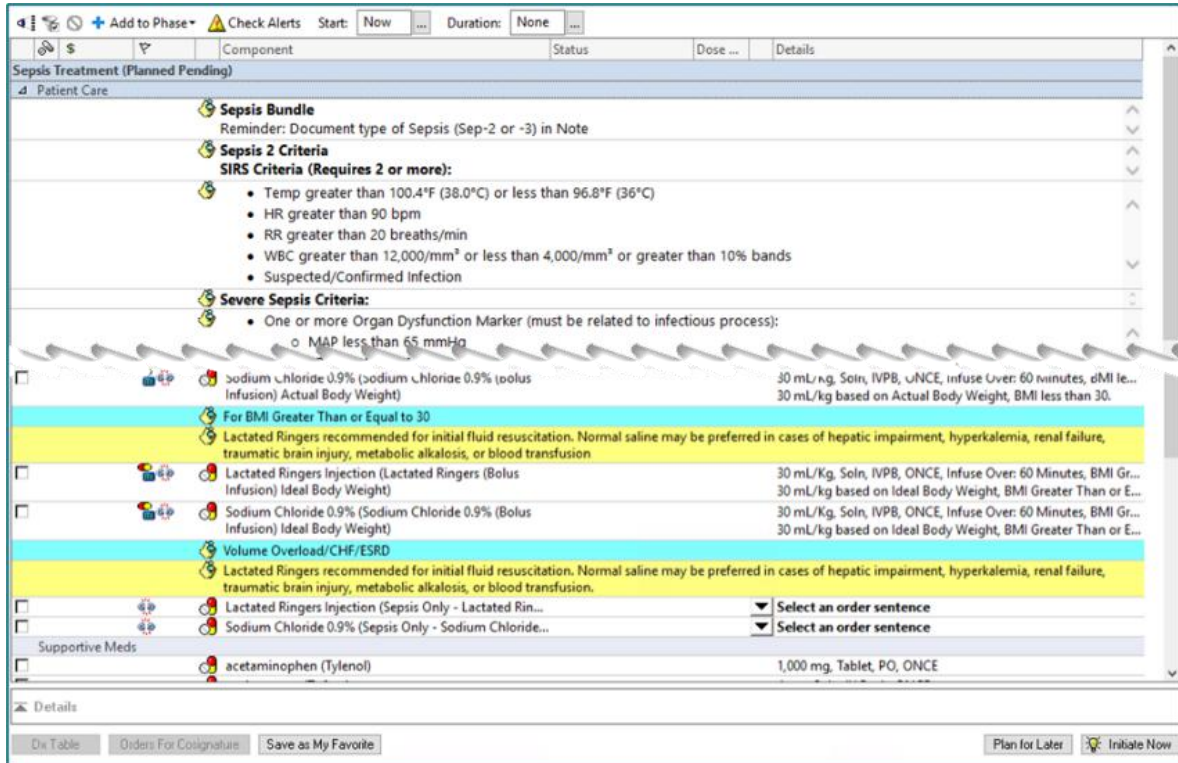 Add to Phase Check Alerts Start: Now ... Duration: None ...
$ Component Status Dose ... Details
Sepsis Treatment (Planned Pending)
Patient Care
Sepsis Bundle
Reminder: Document type of Sepsis (Sep-2 or -3) in Note
Sepsis 2 Criteria
SIRS Criteria (Requires 2 or more):
• Temp greater than 100.4°F (38.0°C) or less than 96.8°F (36°C)
• HR greater than 90 bpm
• RR greater than 20 breaths/min
• WBC greater than 12,000/mm³ or less than 4,000/mm³ or greater than 10% bands
• Suspected/Confirmed Infection
Severe Sepsis Criteria:
• One or more Organ Dysfunction Marker (must be related to infectious process):
○ MAP less than 65 mmHg
Sodium Chloride 0.9% (Sodium Chloride 0.9% (Bolus 30 mL/Kg, Soln, IVPB, ONCE, Infuse Over: 60 Minutes, BMI le...
Infusion) Actual Body Weight) 30 mL/kg based on Actual Body Weight, BMI less than 30.
For BMI Greater Than or Equal to 30
Lactated Ringers recommended for initial fluid resuscitation. Normal saline may be preferred in cases of hepatic impairment, hyperkalemia, renal failure,
traumatic brain injury, metabolic alkalosis, or blood transfusion
Lactated Ringers Injection (Lactated Ringers (Bolus 30 mL/Kg, Soln, IVPB, ONCE, Infuse Over: 60 Minutes, BMI Gr...
Infusion) Ideal Body Weight) 30 mL/kg based on Ideal Body Weight, BMI Greater Than or E...
Sodium Chloride 0.9% (Sodium Chloride 0.9% (Bolus 30 mL/Kg, Soln, IVPB, ONCE, Infuse Over: 60 Minutes, BMI Gr...
Infusion) Ideal Body Weight) 30 mL/kg based on Ideal Body Weight, BMI Greater Than or E...
Volume Overload/CHF/ESRD
Lactated Ringers recommended for initial fluid resuscitation. Normal saline may be preferred in cases of hepatic impairment, hyperkalemia, renal failure,
traumatic brain injury, metabolic alkalosis, or blood transfusion.
Lactated Ringers Injection (Sepsis Only - Lactated Rin... Select an order sentence
Sodium Chloride 0.9% (Sepsis Only - Sodium Chloride... Select an order sentence
Supportive Meds
acetaminophen (Tylenol) 1,000 mg, Tablet, PO, ONCE
Details
Dx Table Orders For Cosignature Save as My Favorite Plan for Later Initiate Now